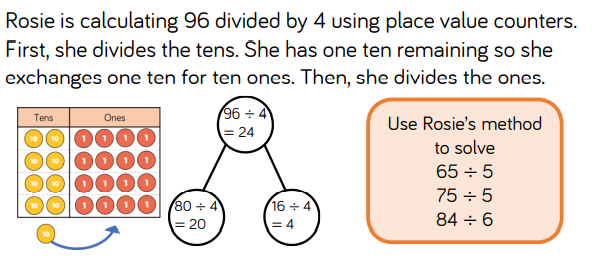 Rosie is calculating 96 divided by 4 using place value counters.
First, she divides the tens. She has one ten remaining so she
exchanges one ten for ten ones. Then, she divides the ones.
Tens Ones
10 10 1 1 1 1
10 10 1 1 1 1
10 10 1 1 1 1
10 10 1 1 1 1
10
96 ÷ 4
= 24
80 ÷ 4
= 20
16 ÷ 4
= 4
Use Rosie's method
to solve
65 ÷ 5
75 ÷ 5
84 ÷ 6